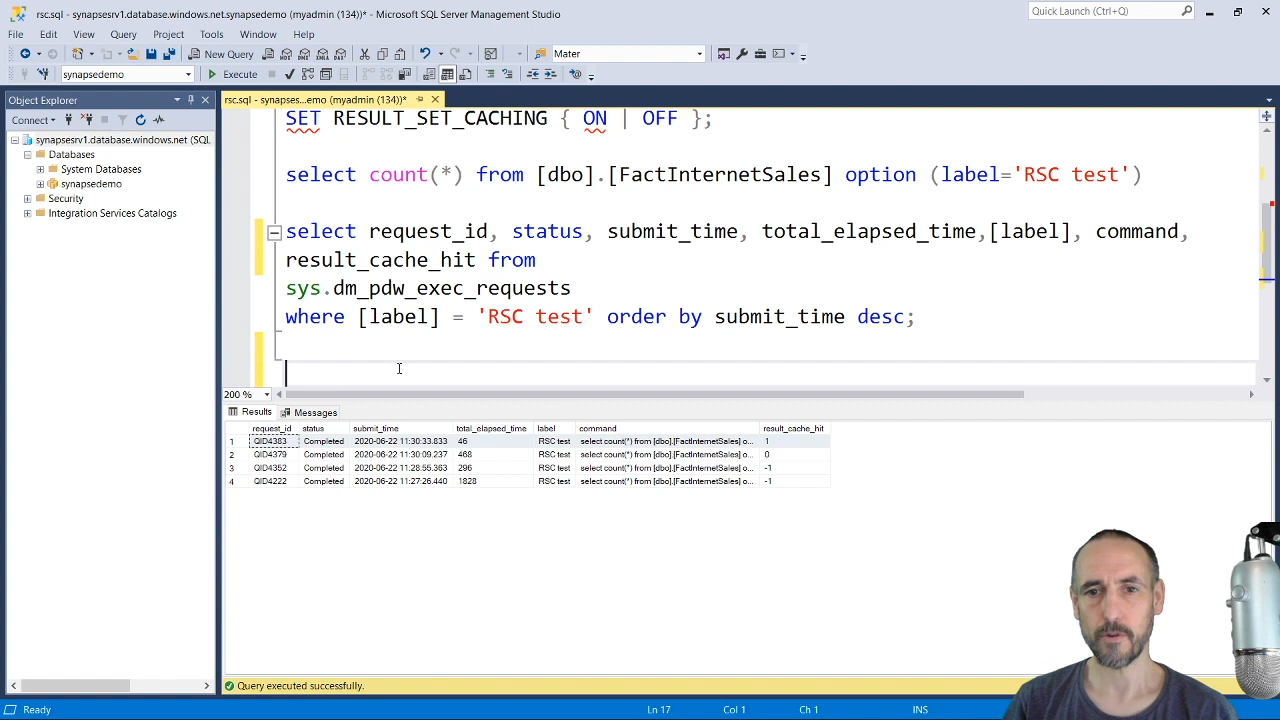 rsc.sql - synapsesrv1.database.windows.net.synapsedemo (myadmin (134))* - Microsoft SQL Server Management Studio
Quick Launch (Ctrl+Q)
File Edit View Query Project Tools Window Help
New Query
Mater
synapsedemo
Execute
Object Explorer
rsc.sql - synapses...emo (myadmin (134))*
Connect
synapsesrv1.database.windows.net (SQL
Databases
System Databases
synapsedemo
Security
Integration Services Catalogs
SET RESULT_SET_CACHING { ON | OFF };
select count(*) from [dbo].[FactInternetSales] option (label='RSC test')
select request_id, status, submit_time, total_elapsed_time,[label], command,
result_cache_hit from
sys.dm_pdw_exec_requests
where [label] = 'RSC test' order by submit_time desc;
200 %
Results Messages
request_id status submit_time total_elapsed_time label command result_cache_hit
1 QID4383 Completed 2020-06-22 11:30:33.833 46 RSC test select count(*) from [dbo].[FactInternetSales] o... 1
2 QID4379 Completed 2020-06-22 11:30:09.237 468 RSC test select count(*) from [dbo].[FactInternetSales] o... 0
3 QID4352 Completed 2020-06-22 11:28:55.363 296 RSC test select count(*) from [dbo].[FactInternetSales] o... -1
4 QID4222 Completed 2020-06-22 11:27:26.440 1828 RSC test select count(*) from [dbo].[FactInternetSales] o... -1
Query executed successfully.
Ready Ln 17 Col 1 Ch 1 INS